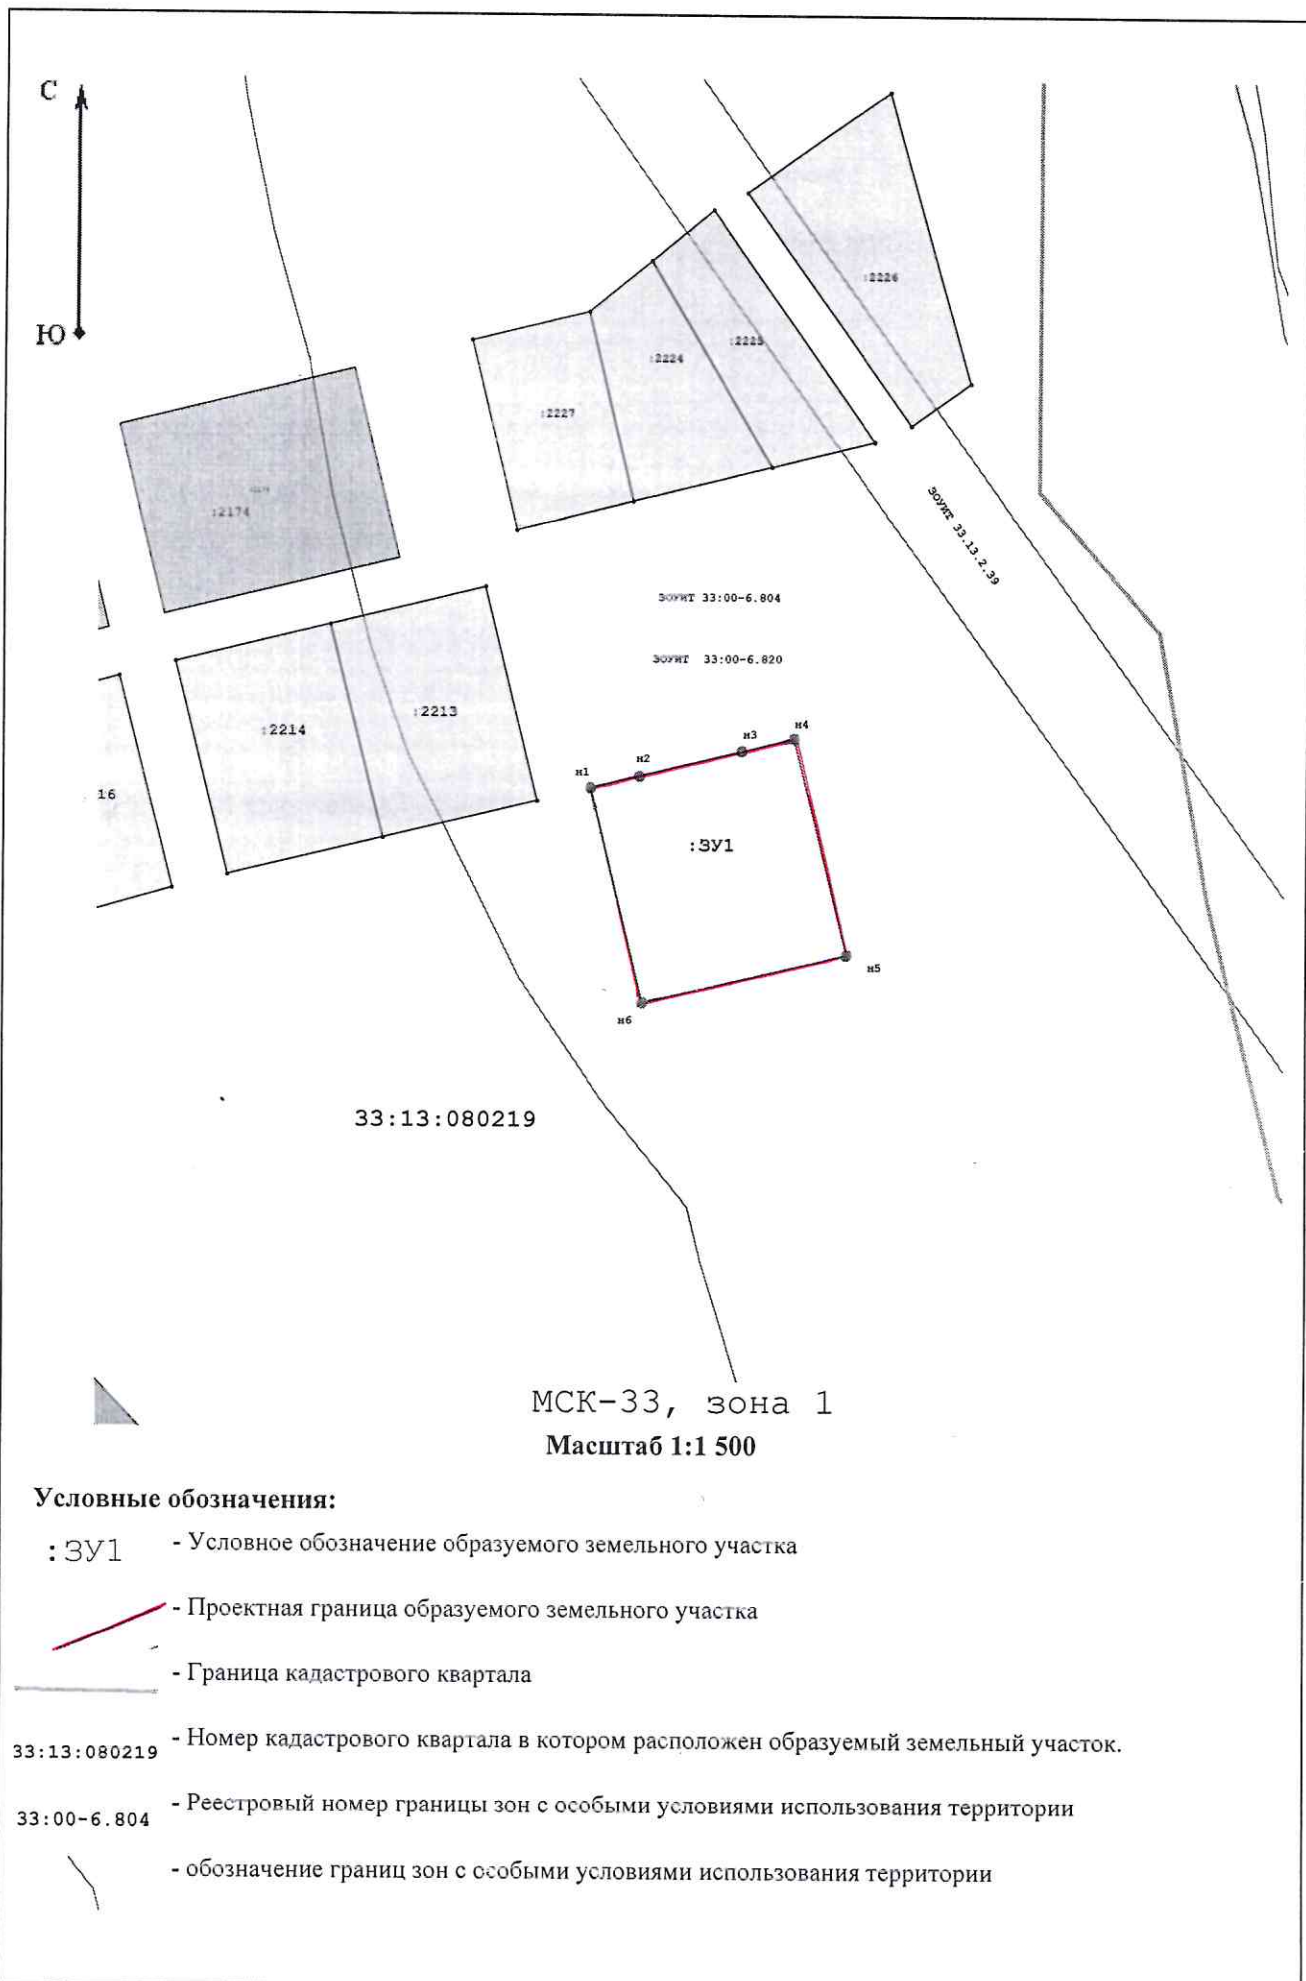 С
Ю
:2226
:2225
:2224
:2227
:2174
ЗОУИТ 33.13.2.39
ЗОУИТ 33:00-6.804
ЗОУИТ 33:00-6.820
:2213
:2214
16
н1
н2
н3
н4
:ЗУ1
н5
н6
33:13:080219
МСК-33, зона 1
Масштаб 1:1 500
Условные обозначения:
:ЗУ1 - Условное обозначение образуемого земельного участка
- Проектная граница образуемого земельного участка
- Граница кадастрового квартала
33:13:080219 - Номер кадастрового квартала в котором расположен образуемый земельный участок.
33:00-6.804 - Реестровый номер границы зон с особыми условиями использования территории
- обозначение границ зон с особыми условиями использования территории